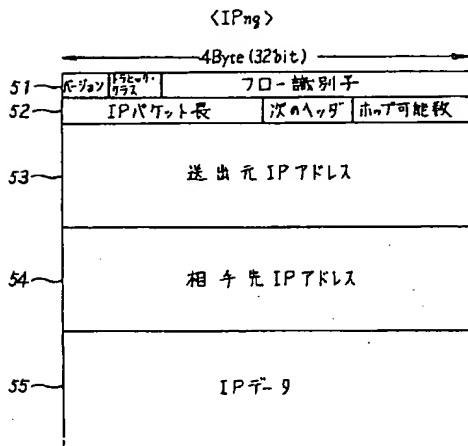 〈IPng〉
4Byte(32bit)
51 バージョン トラヒック・クラス フロー識別子
52 IPパケット長 次のヘッダ ホップ可能数
53 送出元IPアドレス
54 相手先IPアドレス
55 IPデータ